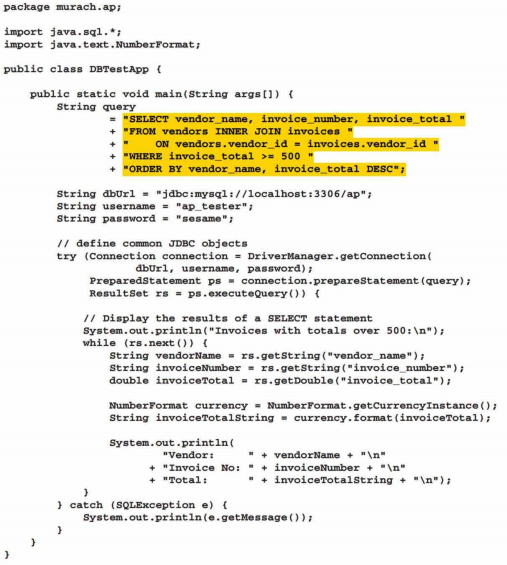 package murach.ap;
import java.sql.*;
import java.text.NumberFormat;
public class DBTestApp {
public static void main(String args[]) {
String query
= "SELECT vendor_name, invoice_number, invoice_total "
+ "FROM vendors INNER JOIN invoices "
+ "    ON vendors.vendor_id = invoices.vendor_id "
+ "WHERE invoice_total >= 500 "
+ "ORDER BY vendor_name, invoice_total DESC";
String dbUrl = "jdbc:mysql://localhost:3306/ap";
String username = "ap_tester";
String password = "sesame";
// define common JDBC objects
try (Connection connection = DriverManager.getConnection(
dbUrl, username, password);
PreparedStatement ps = connection.prepareStatement(query);
ResultSet rs = ps.executeQuery()) {
// Display the results of a SELECT statement
System.out.println("Invoices with totals over 500:\n");
while (rs.next()) {
String vendorName = rs.getString("vendor_name");
String invoiceNumber = rs.getString("invoice_number");
double invoiceTotal = rs.getDouble("invoice_total");
NumberFormat currency = NumberFormat.getCurrencyInstance();
String invoiceTotalString = currency.format(invoiceTotal);
System.out.println(
"Vendor:     " + vendorName + "\n"
+ "Invoice No: " + invoiceNumber + "\n"
+ "Total:      " + invoiceTotalString + "\n");
}
} catch (SQLException e) {
System.out.println(e.getMessage());
}
}
}